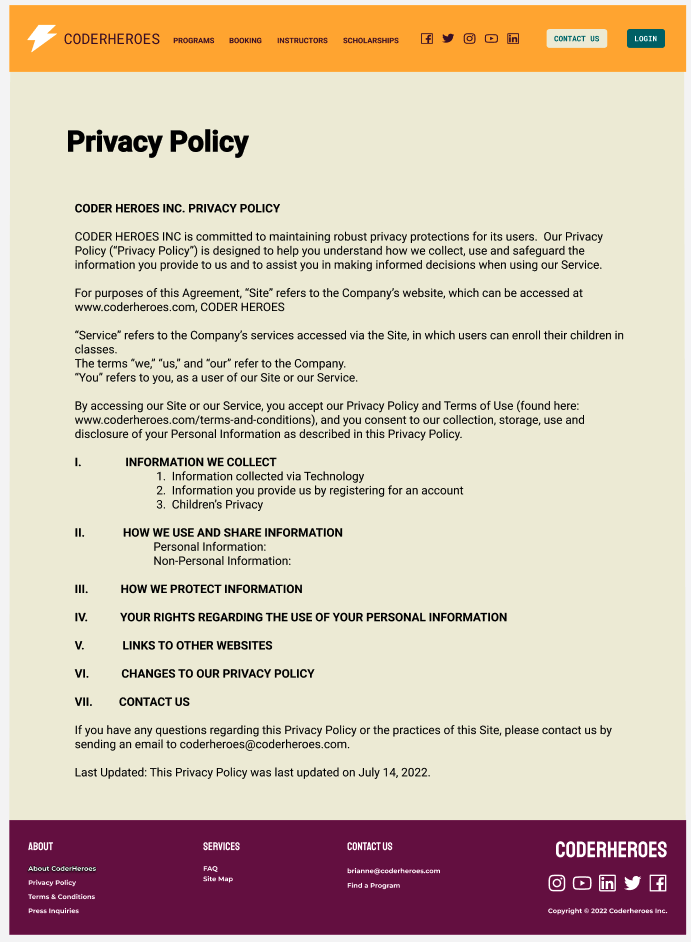 CODERHEROES PROGRAMS BOOKING INSTRUCTORS SCHOLARSHIPS CONTACT US LOGIN
Privacy Policy
CODER HEROES INC. PRIVACY POLICY
CODER HEROES INC is committed to maintaining robust privacy protections for its users. Our Privacy
Policy (“Privacy Policy”) is designed to help you understand how we collect, use and safeguard the
information you provide to us and to assist you in making informed decisions when using our Service.
For purposes of this Agreement, “Site” refers to the Company’s website, which can be accessed at
www.coderheroes.com, CODER HEROES
“Service” refers to the Company’s services accessed via the Site, in which users can enroll their children in
classes.
The terms “we,” “us,” and “our” refer to the Company.
“You” refers to you, as a user of our Site or our Service.
By accessing our Site or our Service, you accept our Privacy Policy and Terms of Use (found here:
www.coderheroes.com/terms-and-conditions), and you consent to our collection, storage, use and
disclosure of your Personal Information as described in this Privacy Policy.
I. INFORMATION WE COLLECT
1. Information collected via Technology
2. Information you provide us by registering for an account
3. Children’s Privacy
II. HOW WE USE AND SHARE INFORMATION
Personal Information:
Non-Personal Information:
III. HOW WE PROTECT INFORMATION
IV. YOUR RIGHTS REGARDING THE USE OF YOUR PERSONAL INFORMATION
V. LINKS TO OTHER WEBSITES
VI. CHANGES TO OUR PRIVACY POLICY
VII. CONTACT US
If you have any questions regarding this Privacy Policy or the practices of this Site, please contact us by
sending an email to coderheroes@coderheroes.com.
Last Updated: This Privacy Policy was last updated on July 14, 2022.
ABOUT
About CoderHeroes
Privacy Policy
Terms & Conditions
Press Inquiries
SERVICES
FAQ
Site Map
CONTACT US
brianne@coderheroes.com
Find a Program
CODERHEROES
Copyright © 2022 Coderheroes Inc.